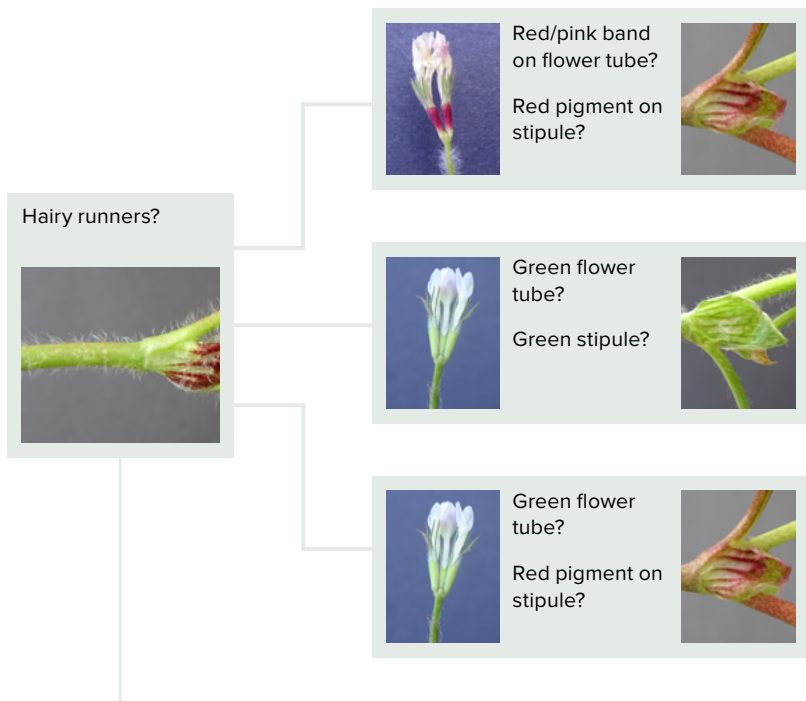 Hairy runners?
Red/pink band
on flower tube?
Red pigment on
stipule?
Green flower
tube?
Green stipule?
Green flower
tube?
Red pigment on
stipule?